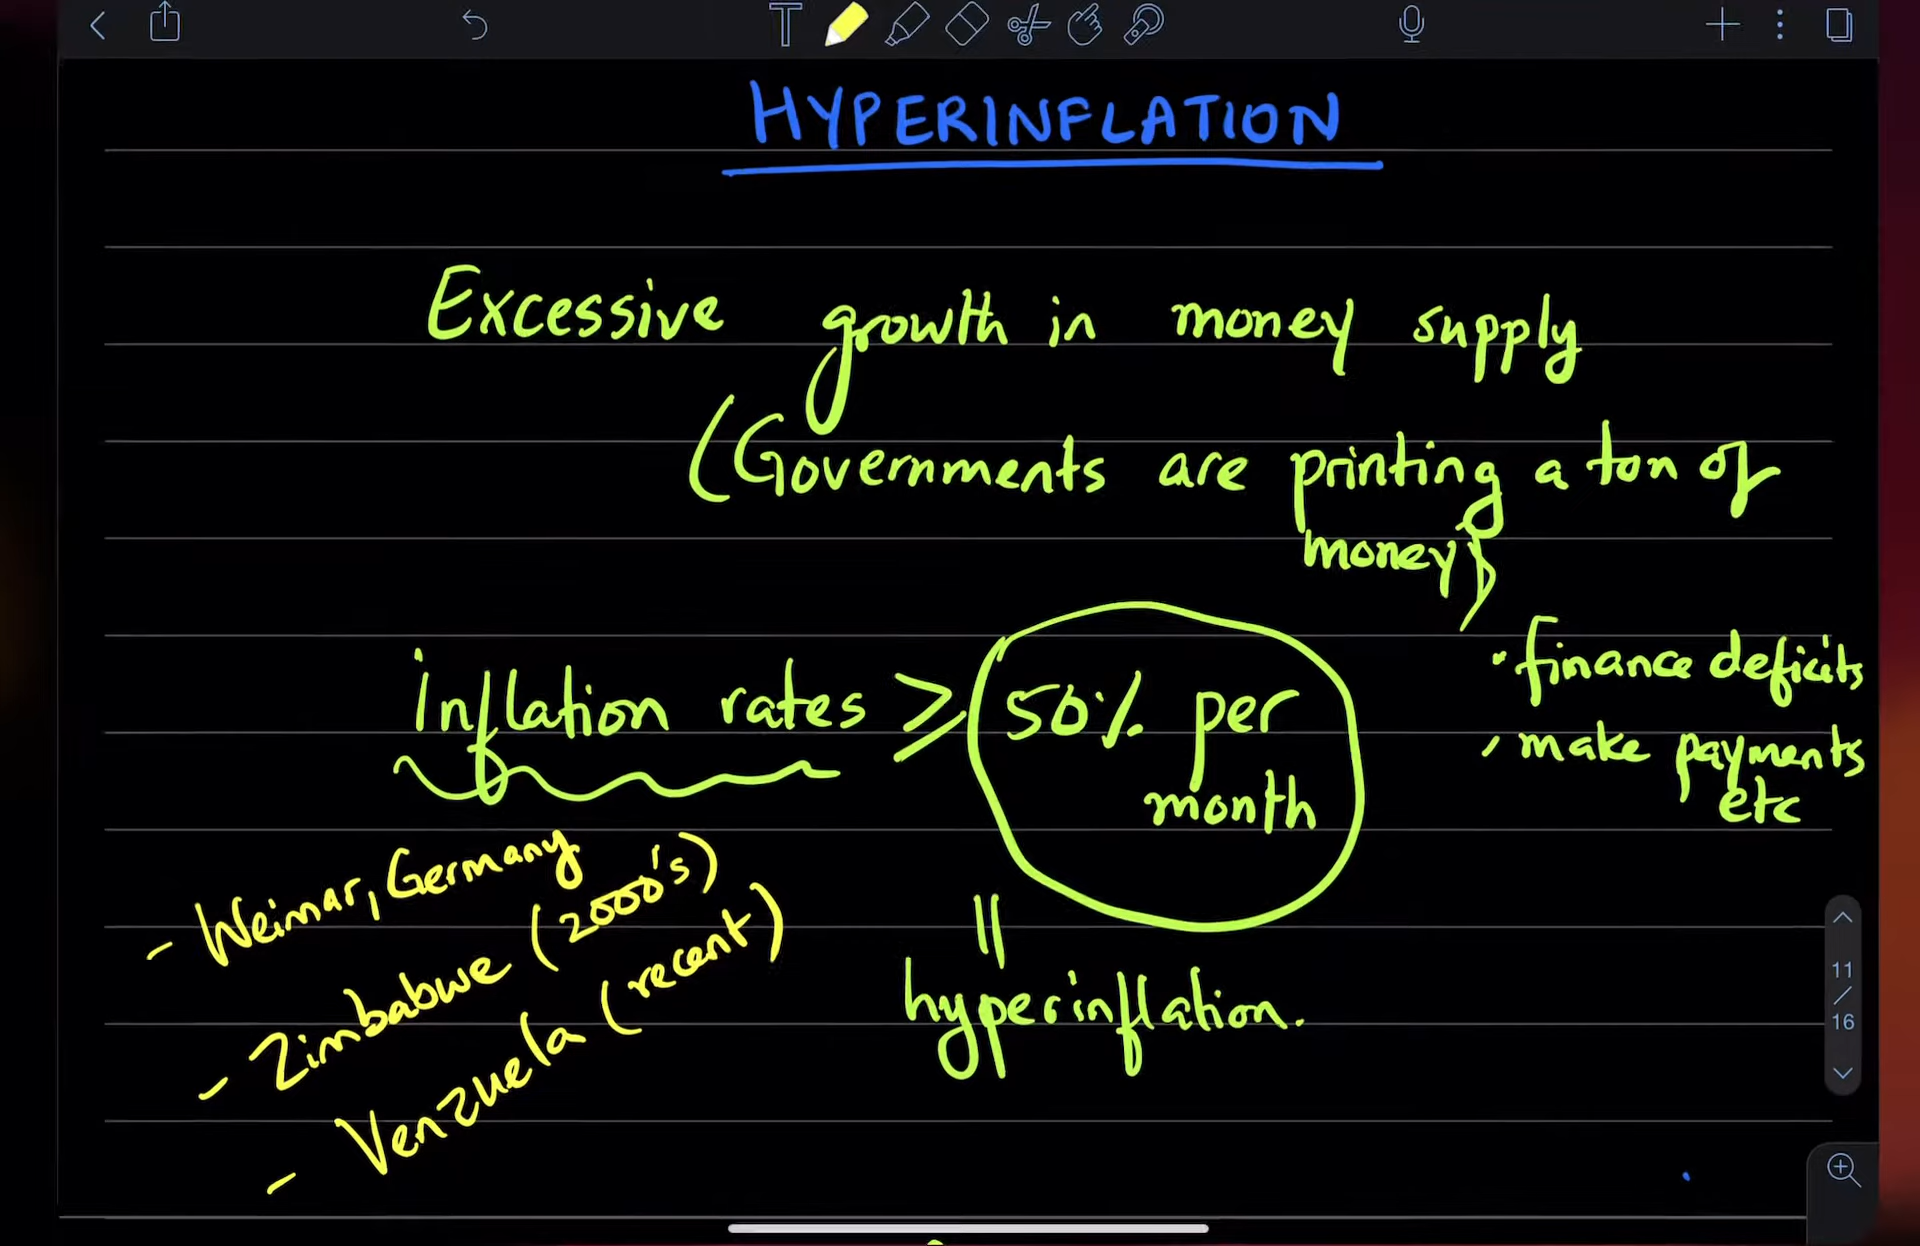 HYPERINFLATION
Excessive growth in money supply
(Governments are printing a ton of
money)
• finance deficits
• make payments
etc
Inflation rates ≥ 50% per
month
=
hyperinflation.
- Weimar, Germany
- Zimbabwe (2000's)
- Venzuela (recent)
11
/
16